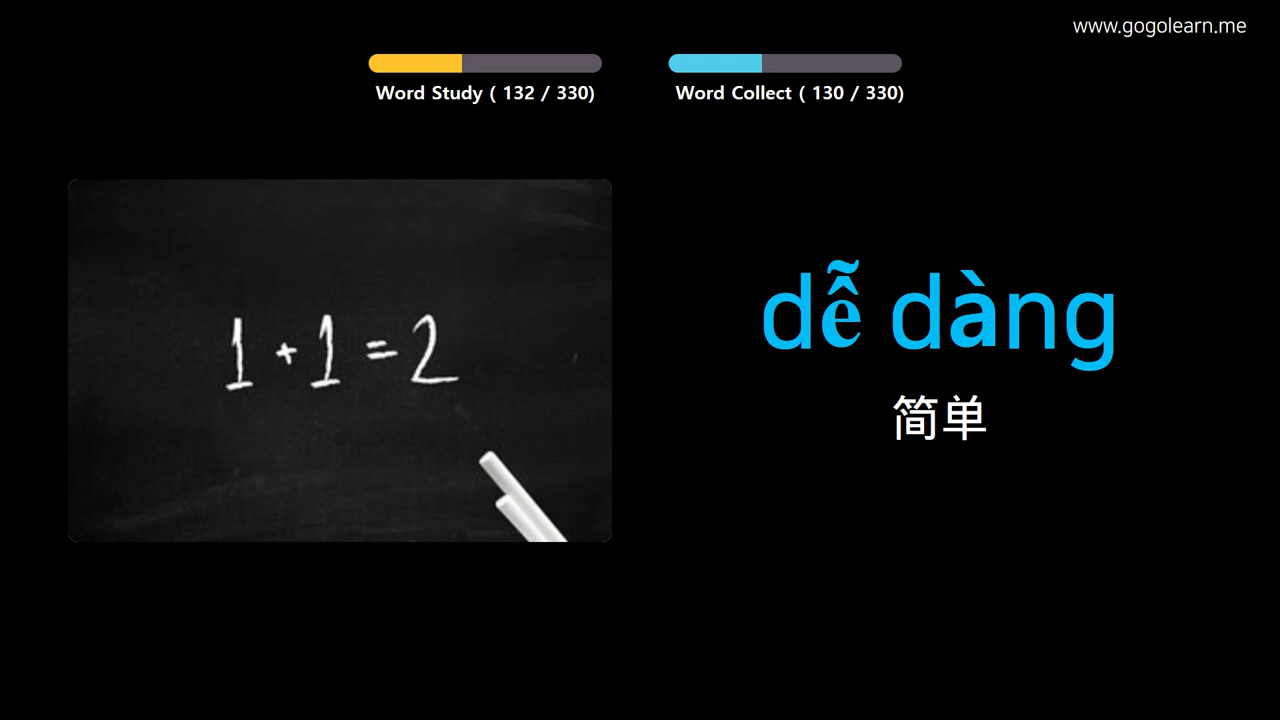 www.gogolearn.me
Word Study ( 132 / 330)
Word Collect ( 130 / 330)
1 + 1 = 2
dễ dàng
简单